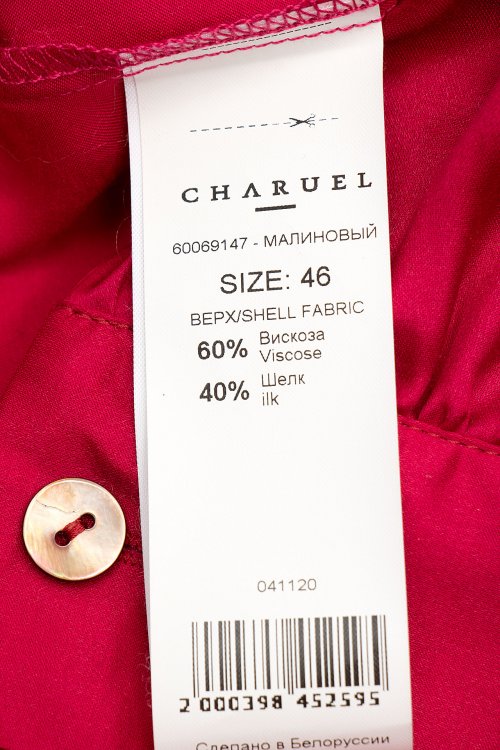 CHARUEL
60069147 - МАЛИНОВЫЙ
SIZE: 46
ВЕРХ/SHELL FABRIC
60% Вискоза
Viscose
40% Шелк
ilk
041120
2 000398 452595
Сделано в Белоруссии